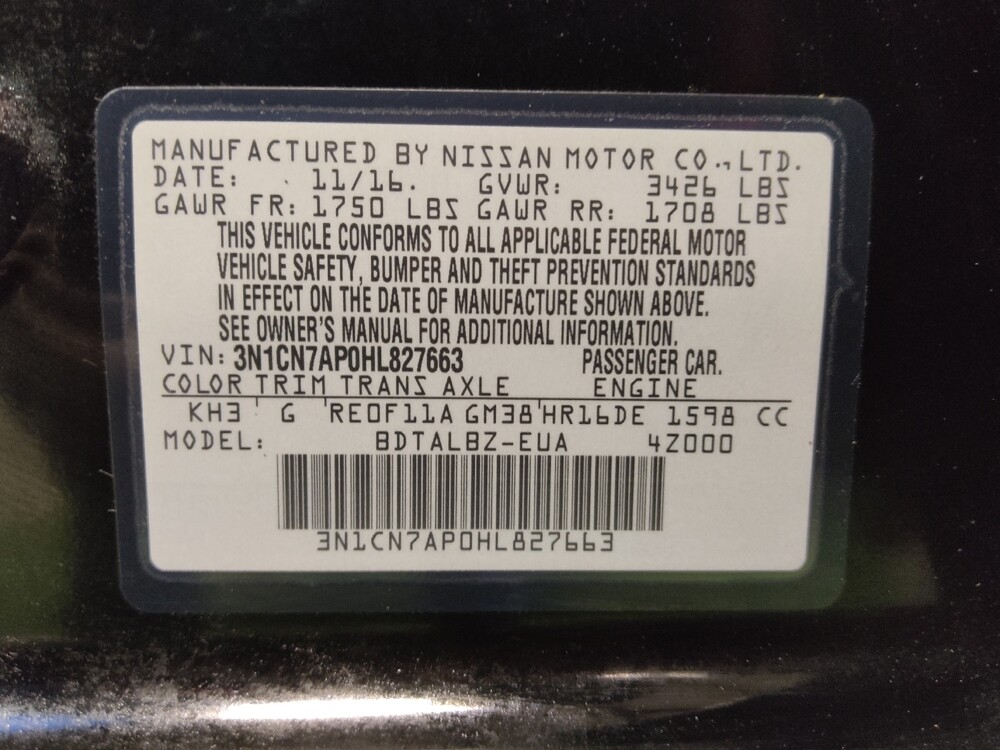 MANUFACTURED BY NISSAN MOTOR CO., LTD.
DATE: 11/16. GVWR: 3426 LBS
GAWR FR: 1750 LBS GAWR RR: 1708 LBS
THIS VEHICLE CONFORMS TO ALL APPLICABLE FEDERAL MOTOR
VEHICLE SAFETY, BUMPER AND THEFT PREVENTION STANDARDS
IN EFFECT ON THE DATE OF MANUFACTURE SHOWN ABOVE.
SEE OWNER'S MANUAL FOR ADDITIONAL INFORMATION.
VIN: 3N1CN7AP0HL827663 PASSENGER CAR.
COLOR TRIM TRANS AXLE ENGINE
KH3 G RE0F11A GM38 HR16DE 1598 CC
MODEL: BDTALBZ-EUA 4Z000
3N1CN7AP0HL827663